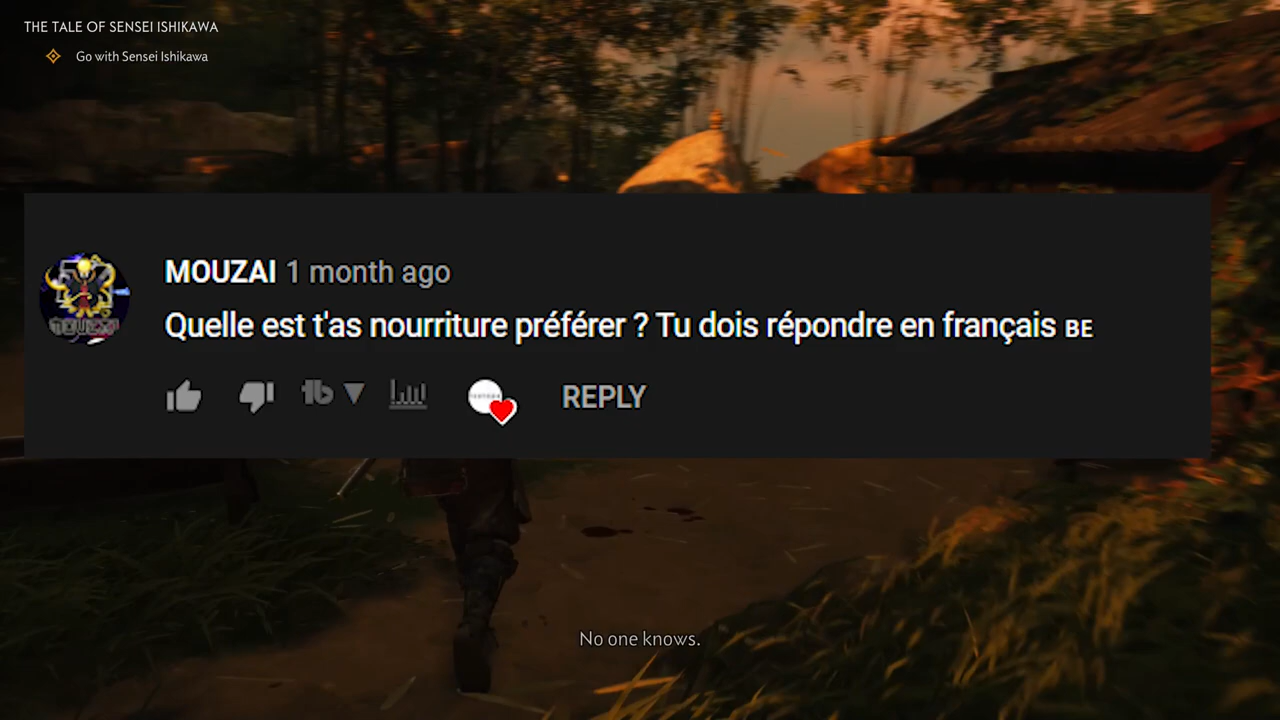 THE TALE OF SENSEI ISHIKAWA
Go with Sensei Ishikawa
MOUZAI 1 month ago
Quelle est t'as nourriture préférer ? Tu dois répondre en français BE
REPLY
No one knows.